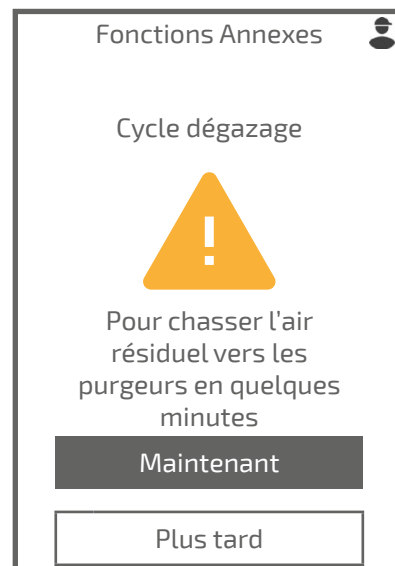 Fonctions Annexes
Cycle dégazage
!
Pour chasser l'air
résiduel vers les
purgeurs en quelques
minutes
Maintenant
Plus tard